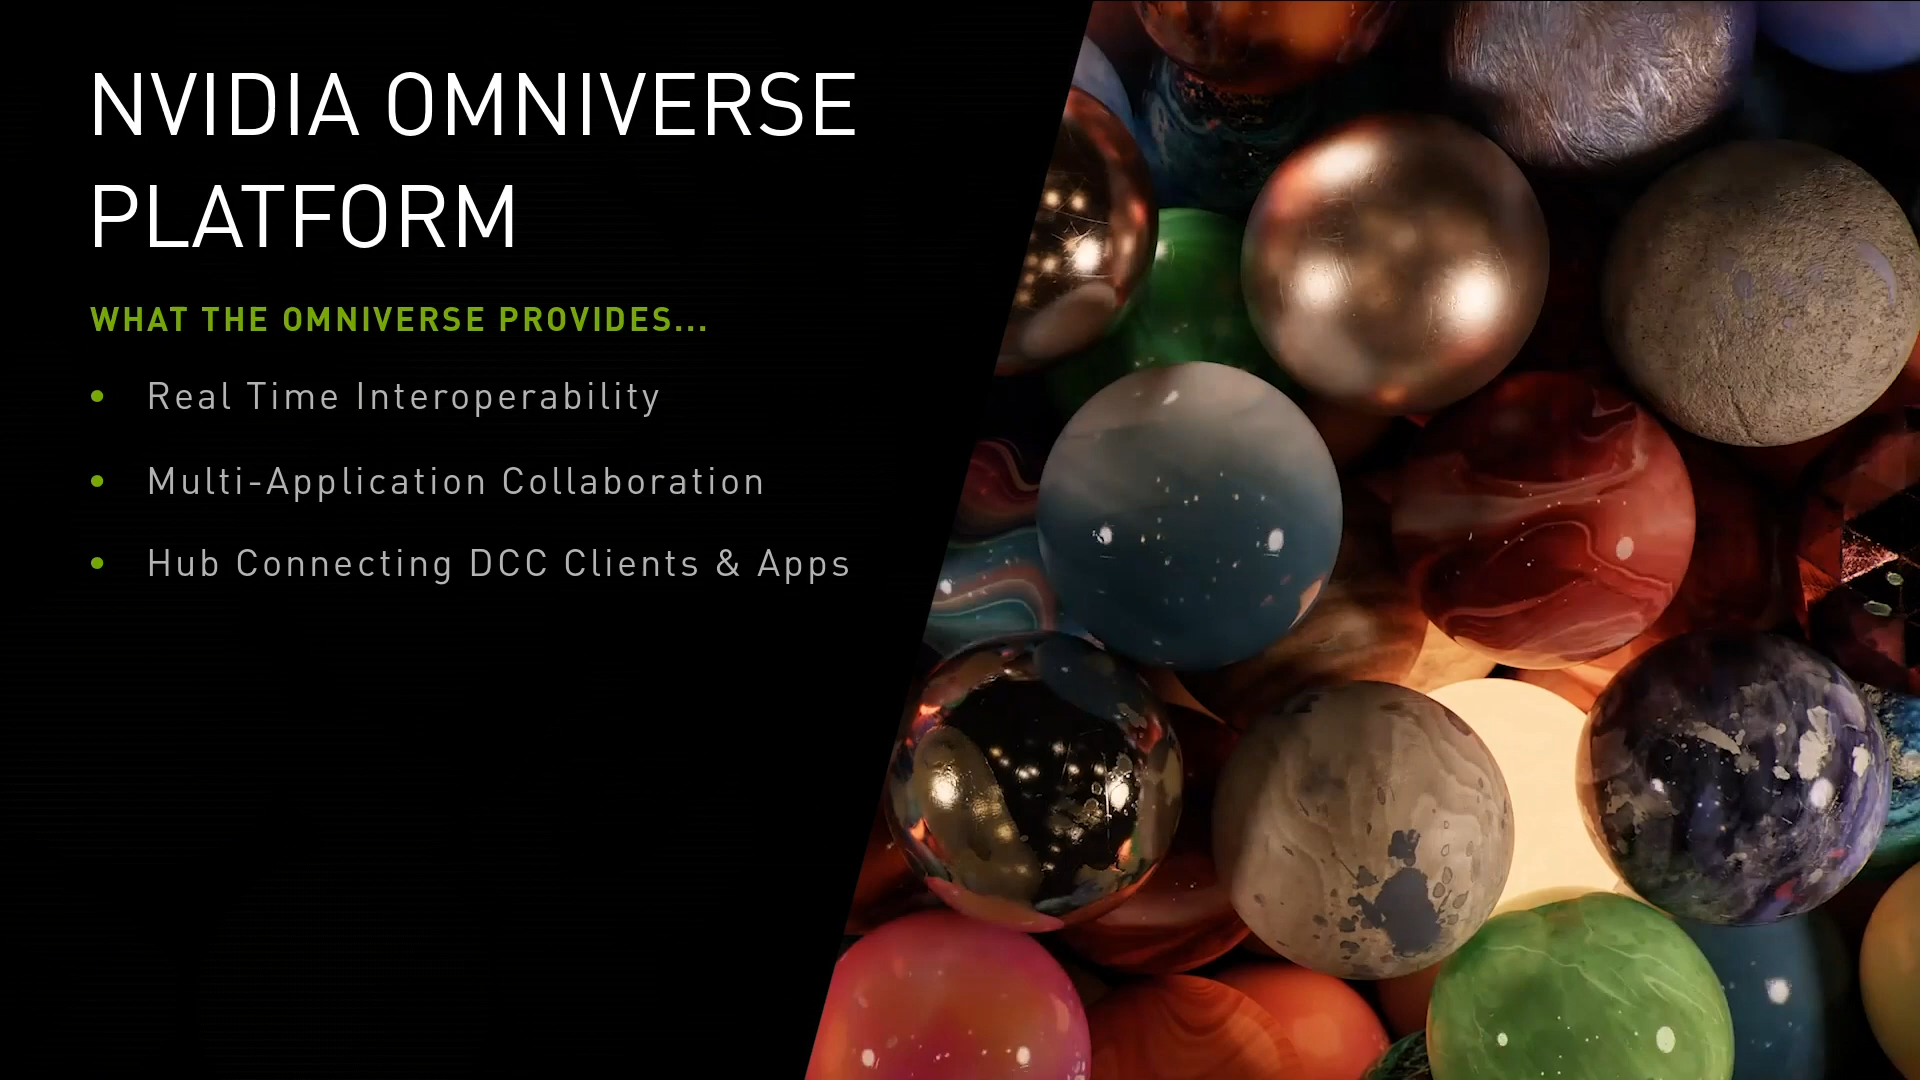 NVIDIA OMNIVERSE
PLATFORM
WHAT THE OMNIVERSE PROVIDES...
• Real Time Interoperability
• Multi-Application Collaboration
• Hub Connecting DCC Clients & Apps